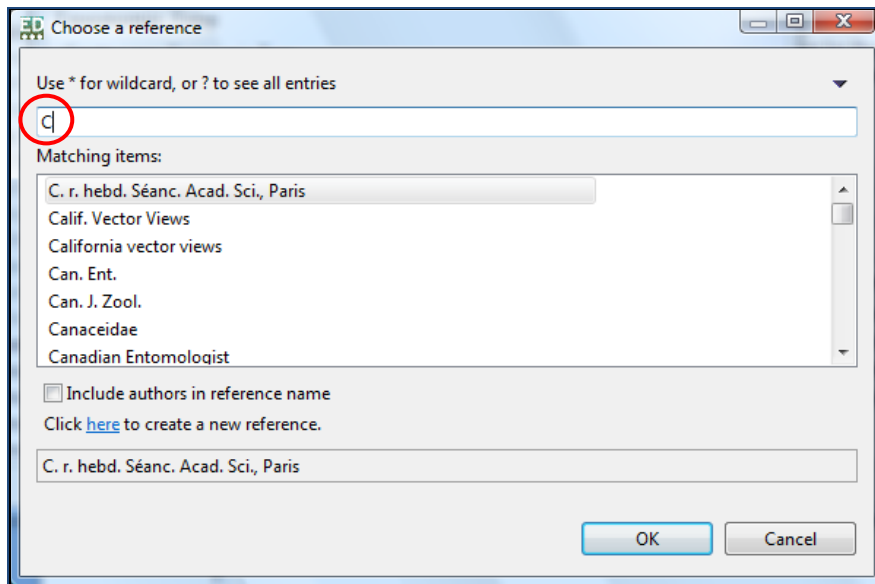 ED Choose a reference
Use * for wildcard, or ? to see all entries
C
Matching items:
C. r. hebd. Séanc. Acad. Sci., Paris
Calif. Vector Views
California vector views
Can. Ent.
Can. J. Zool.
Canaceidae
Canadian Entomologist
Include authors in reference name
Click here to create a new reference.
C. r. hebd. Séanc. Acad. Sci., Paris
OK Cancel